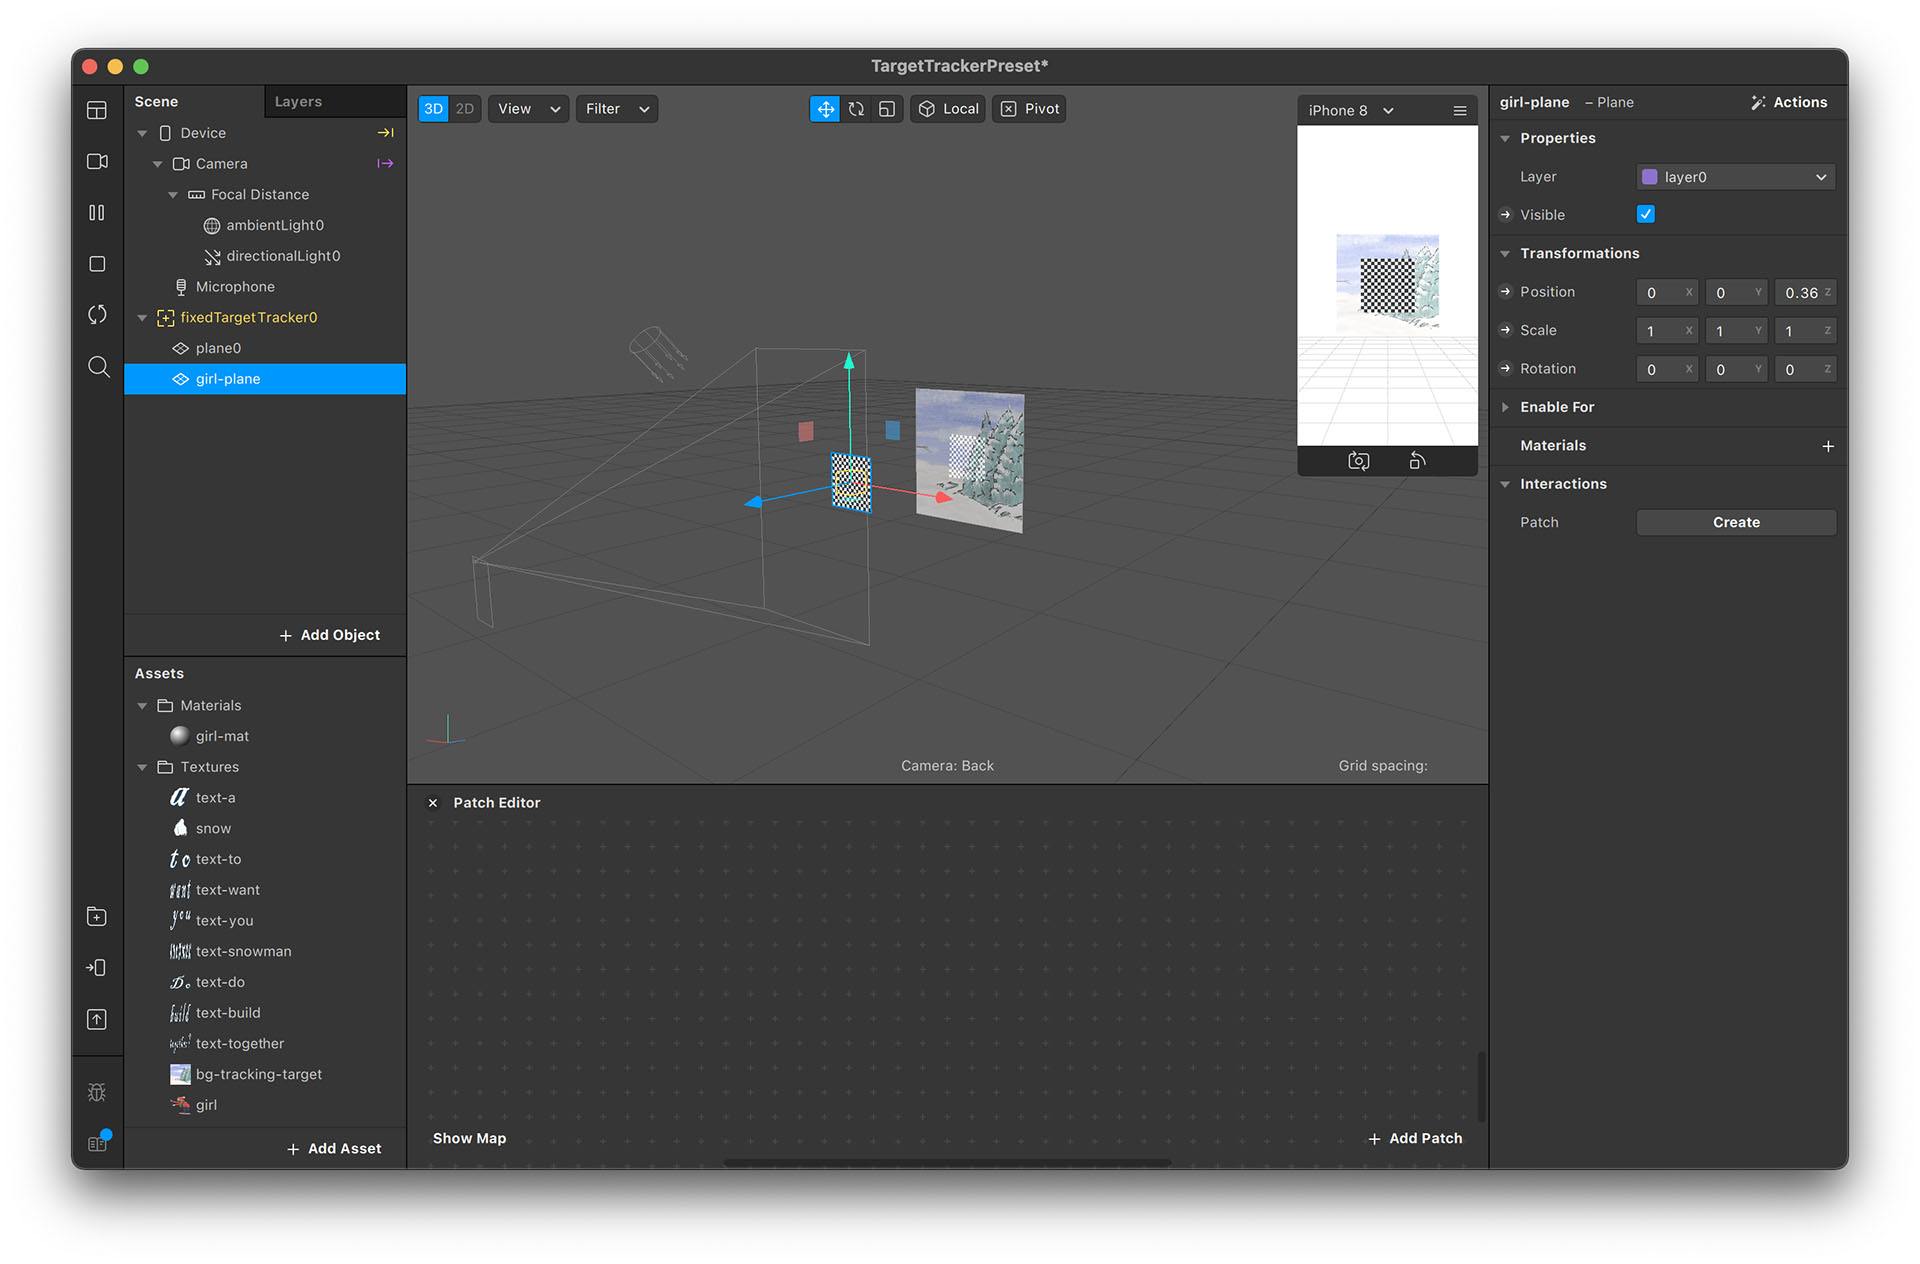 TargetTrackerPreset*
Scene
Layers
Device
Camera
Focal Distance
ambientLight0
directionalLight0
Microphone
fixedTargetTracker0
plane0
girl-plane
+ Add Object
Assets
Materials
girl-mat
Textures
text-a
snow
text-to
text-want
text-you
text-snowman
text-do
text-build
text-together
bg-tracking-target
girl
+ Add Asset
3D 2D View Filter
Local Pivot
iPhone 8
Camera: Back
Grid spacing:
Patch Editor
Show Map
+ Add Patch
girl-plane – Plane
Actions
Properties
Layer layer0
Visible
Transformations
Position 0 X 0 Y 0.36 Z
Scale 1 X 1 Y 1 Z
Rotation 0 X 0 Y 0 Z
Enable For
Materials +
Interactions
Patch Create